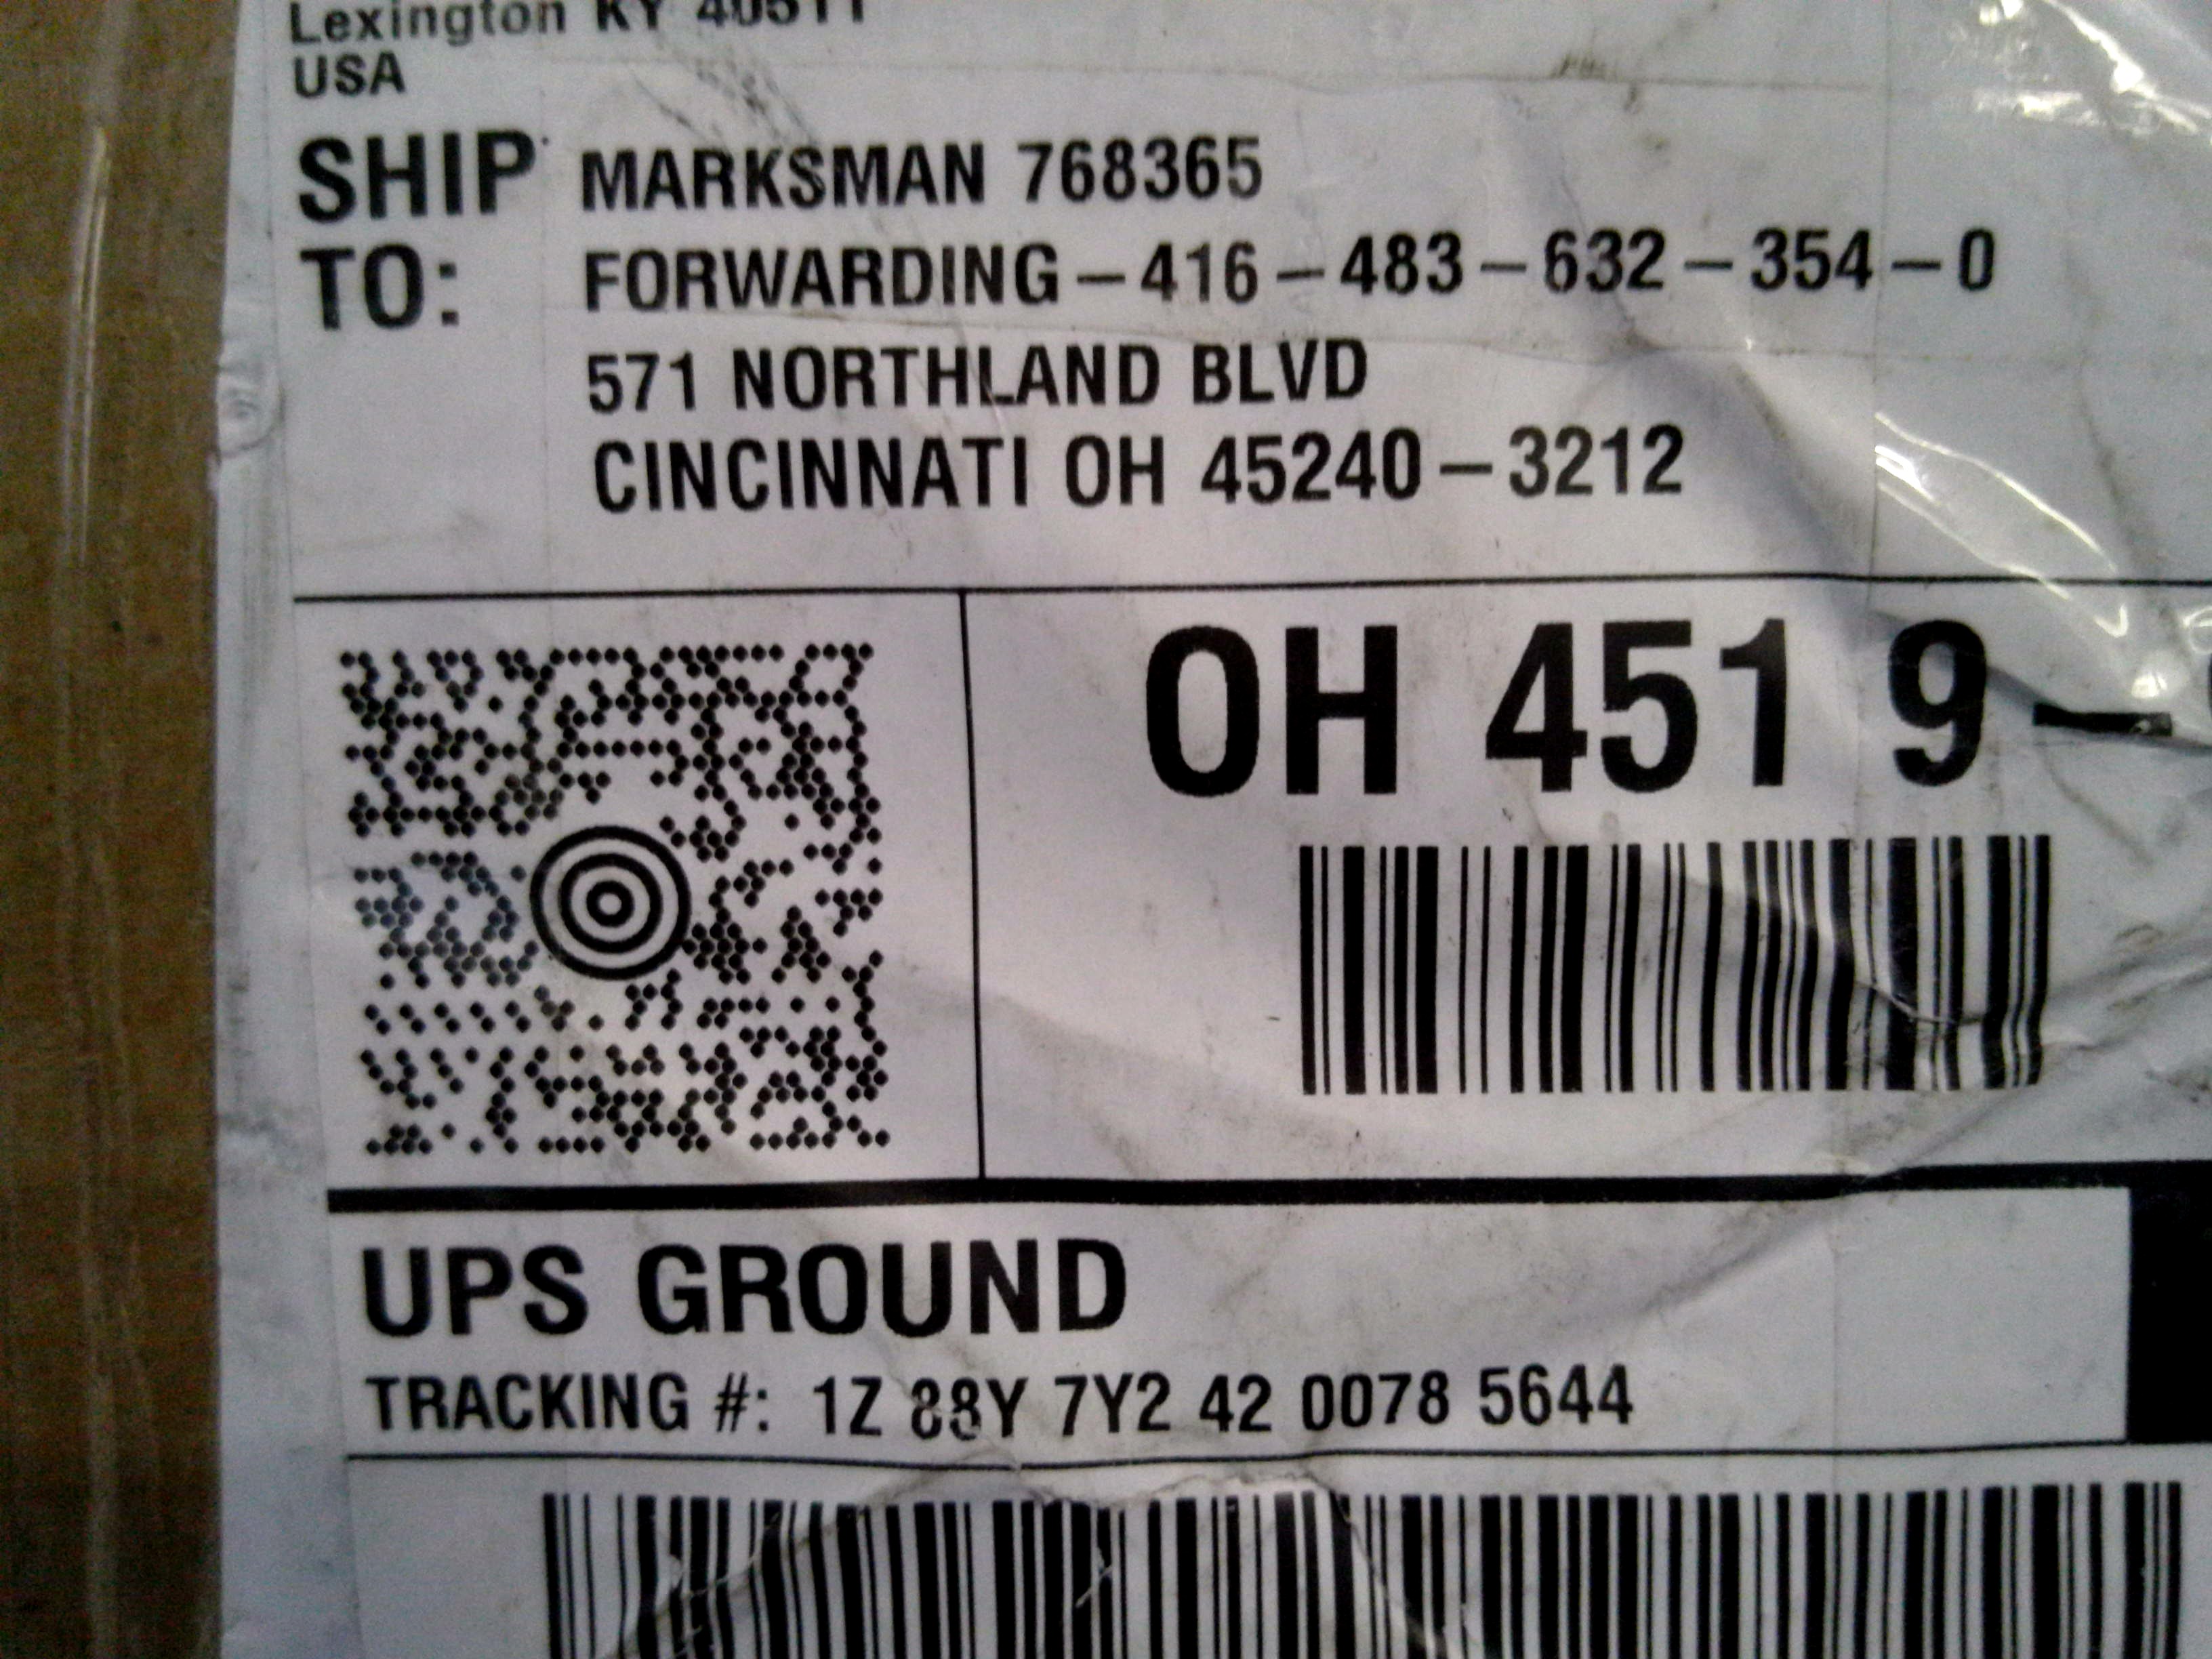 Lexington KY 40511
USA
SHIP TO:
MARKSMAN 768365
FORWARDING-416-483-632-354-0
571 NORTHLAND BLVD
CINCINNATI OH 45240-3212
OH 451 9-
UPS GROUND
TRACKING #: 1Z 88Y 7Y2 42 0078 5644